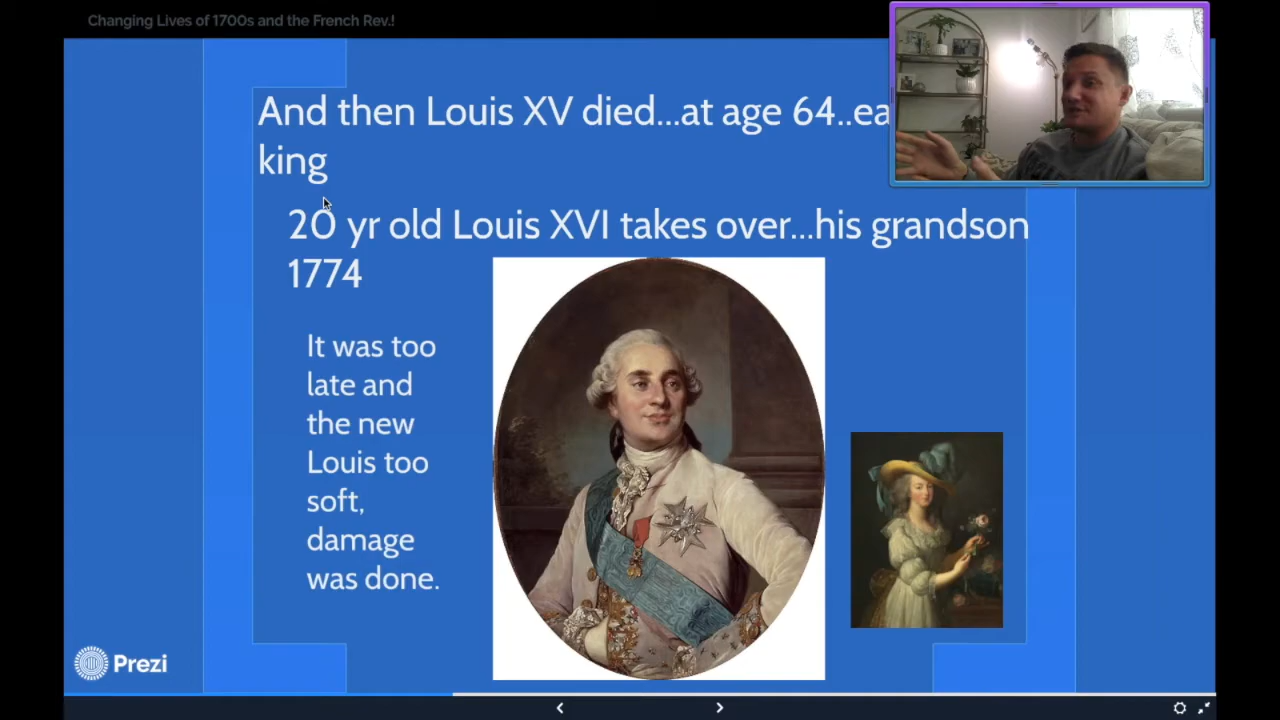 Changing Lives of 1700s and the French Rev.!
And then Louis XV died...at age 64..
king
20 yr old Louis XVI takes over...his grandson
1774
It was too
late and
the new
Louis too
soft,
damage
was done.
Prezi